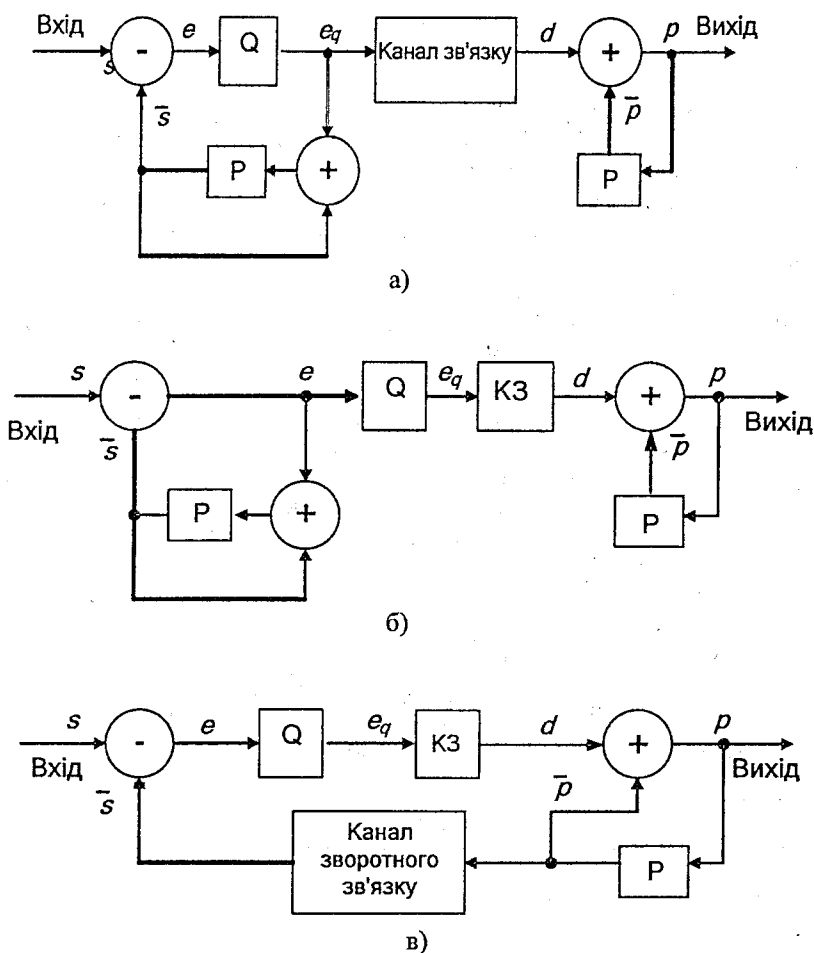 Вхід
s
-
e
Q
e_q
Канал зв'язку
d
+
p
Вихід
s̄
P
+
p̄
P
а)
s
-
e
Q
e_q
КЗ
d
+
p
Вхід
s̄
p̄
Вихід
P
+
P
б)
s
-
e
Q
e_q
КЗ
d
+
p
Вхід
Вихід
s̄
p̄
Канал
зворотного
зв'язку
P
в)